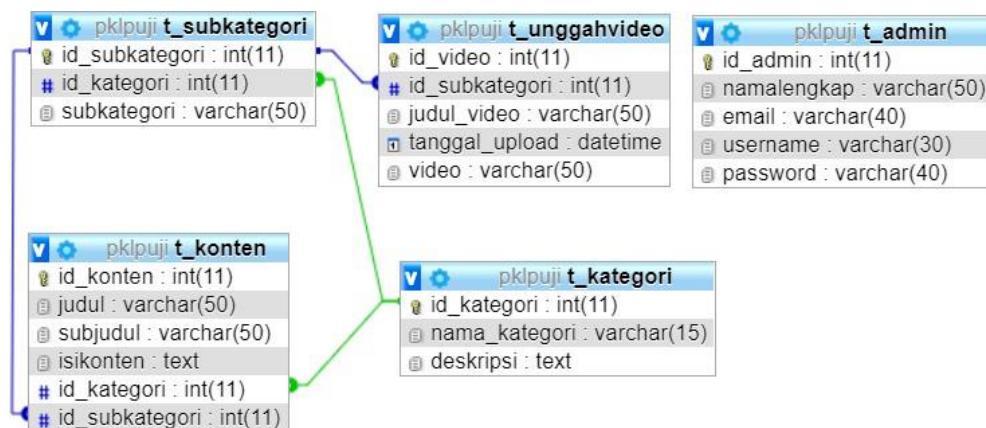 pklpuji t_subkategori
id_subkategori : int(11)
id_kategori : int(11)
subkategori : varchar(50)
pklpuji t_unggahvideo
id_video : int(11)
id_subkategori : int(11)
judul_video : varchar(50)
tanggal_upload : datetime
video : varchar(50)
pklpuji t_admin
id_admin : int(11)
namalengkap : varchar(50)
email : varchar(40)
username : varchar(30)
password : varchar(40)
pklpuji t_konten
id_konten : int(11)
judul : varchar(50)
subjudul : varchar(50)
isikonten : text
id_kategori : int(11)
id_subkategori : int(11)
pklpuji t_kategori
id_kategori : int(11)
nama_kategori : varchar(15)
deskripsi : text